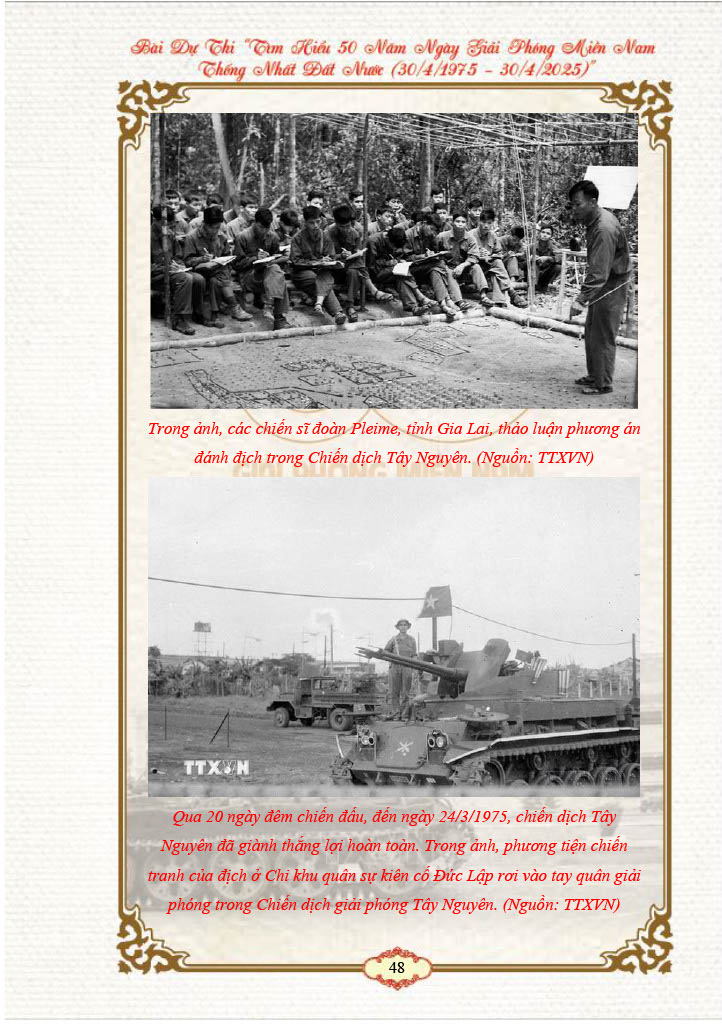 Bài Dự Thi “Tìm Hiểu 50 Năm Ngày Giải Phóng Miền Nam
Thống Nhất Đất Nước (30/4/1975 – 30/4/2025)”
Trong ảnh, các chiến sĩ đoàn Pleime, tỉnh Gia Lai, thảo luận phương án
đánh địch trong Chiến dịch Tây Nguyên. (Nguồn: TTXVN)
GIẢI PHÓNG MIỀN NAM
TTXVN
Qua 20 ngày đêm chiến đấu, đến ngày 24/3/1975, chiến dịch Tây
Nguyên đã giành thắng lợi hoàn toàn. Trong ảnh, phương tiện chiến
tranh của địch ở Chi khu quân sự kiên cố Đức Lập rơi vào tay quân giải
phóng trong Chiến dịch giải phóng Tây Nguyên. (Nguồn: TTXVN)
48